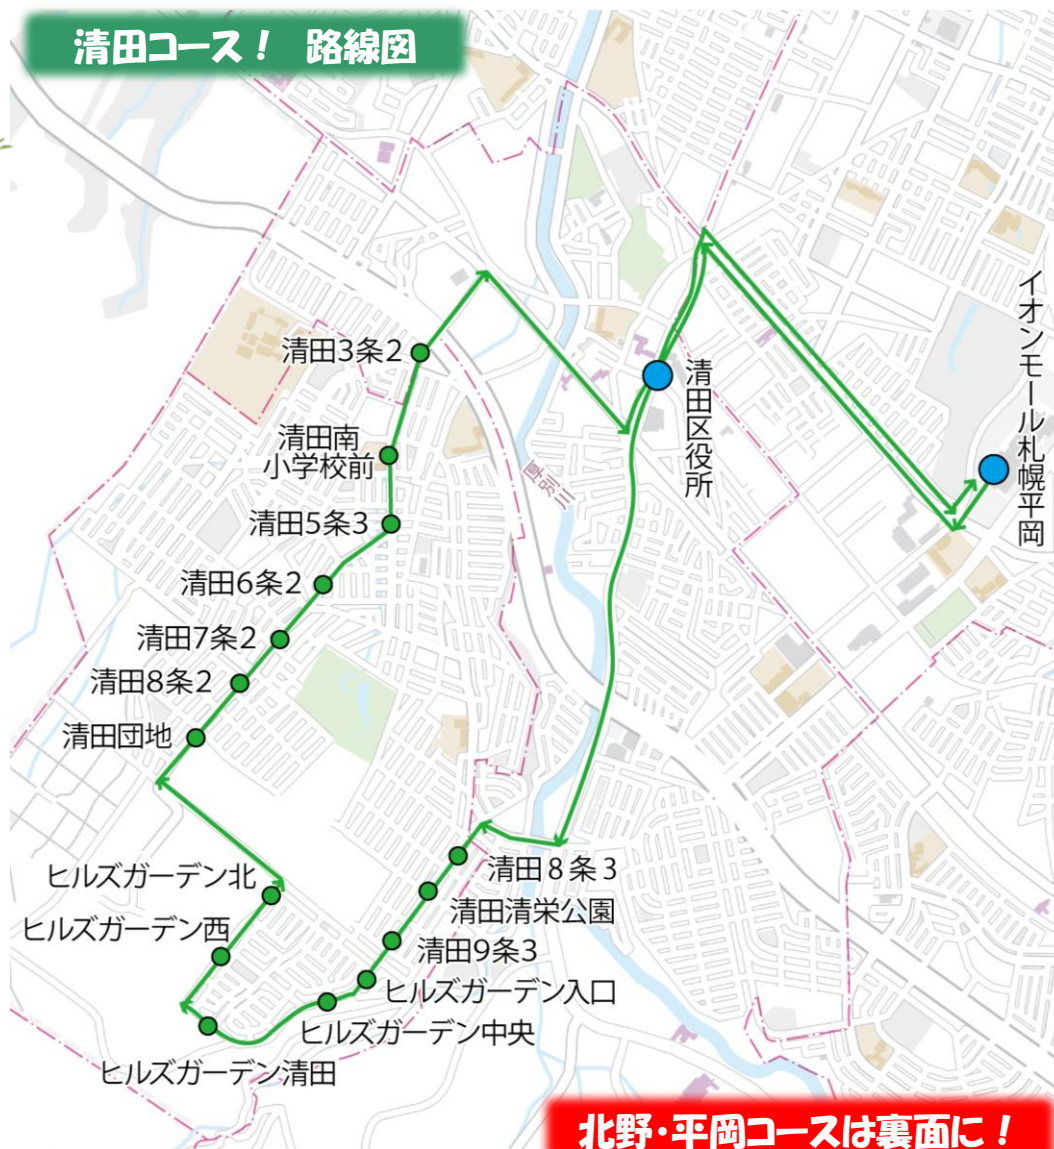 清田コース！ 路線図
イオンモール札幌平岡
清田3条2
清田区役所
清田南
小学校前
厚別川
清田5条3
清田6条2
清田7条2
清田8条2
清田団地
清田８条３
ヒルズガーデン北
清田清栄公園
ヒルズガーデン西
清田9条3
ヒルズガーデン入口
ヒルズガーデン中央
ヒルズガーデン清田
北野・平岡コースは裏面に！